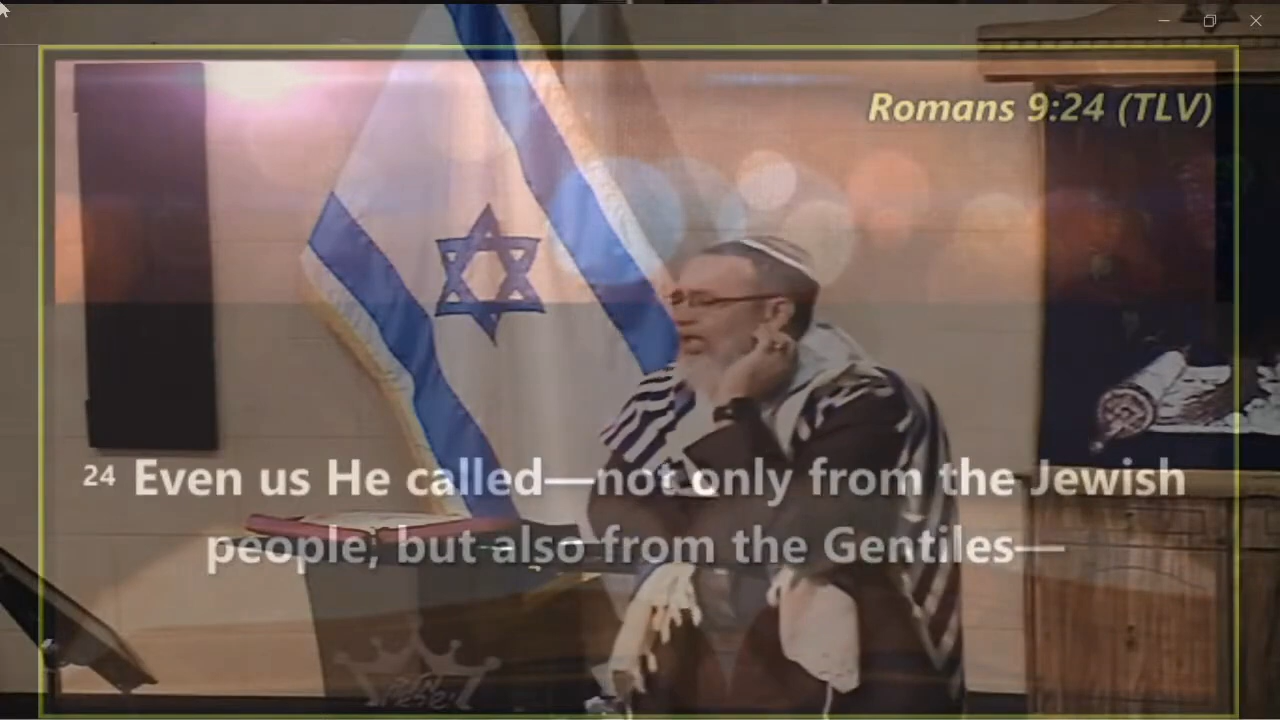 Romans 9:24 (TLV)
24 Even us He called—not only from the Jewish
people, but also from the Gentiles—